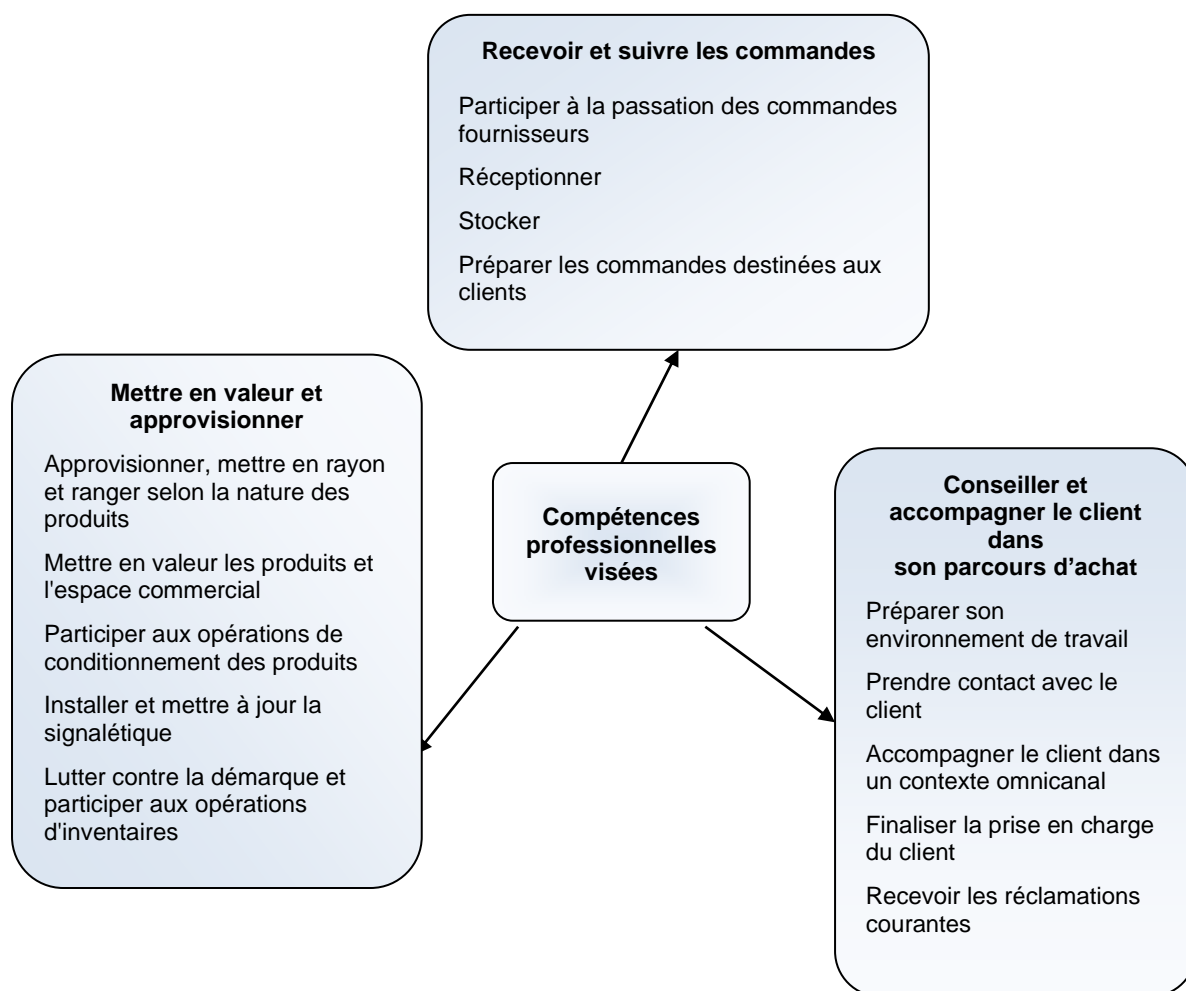 Recevoir et suivre les commandes
Participer à la passation des commandes
fournisseurs
Réceptionner
Stocker
Préparer les commandes destinées aux
clients
Mettre en valeur et
approvisionner
Approvisionner, mettre en rayon
et ranger selon la nature des
produits
Mettre en valeur les produits et
l'espace commercial
Participer aux opérations de
conditionnement des produits
Installer et mettre à jour la
signalétique
Lutter contre la démarque et
participer aux opérations
d'inventaires
Compétences
professionnelles
visées
Conseiller et
accompagner le client
dans
son parcours d’achat
Préparer son
environnement de travail
Prendre contact avec le
client
Accompagner le client dans
un contexte omnicanal
Finaliser la prise en charge
du client
Recevoir les réclamations
courantes